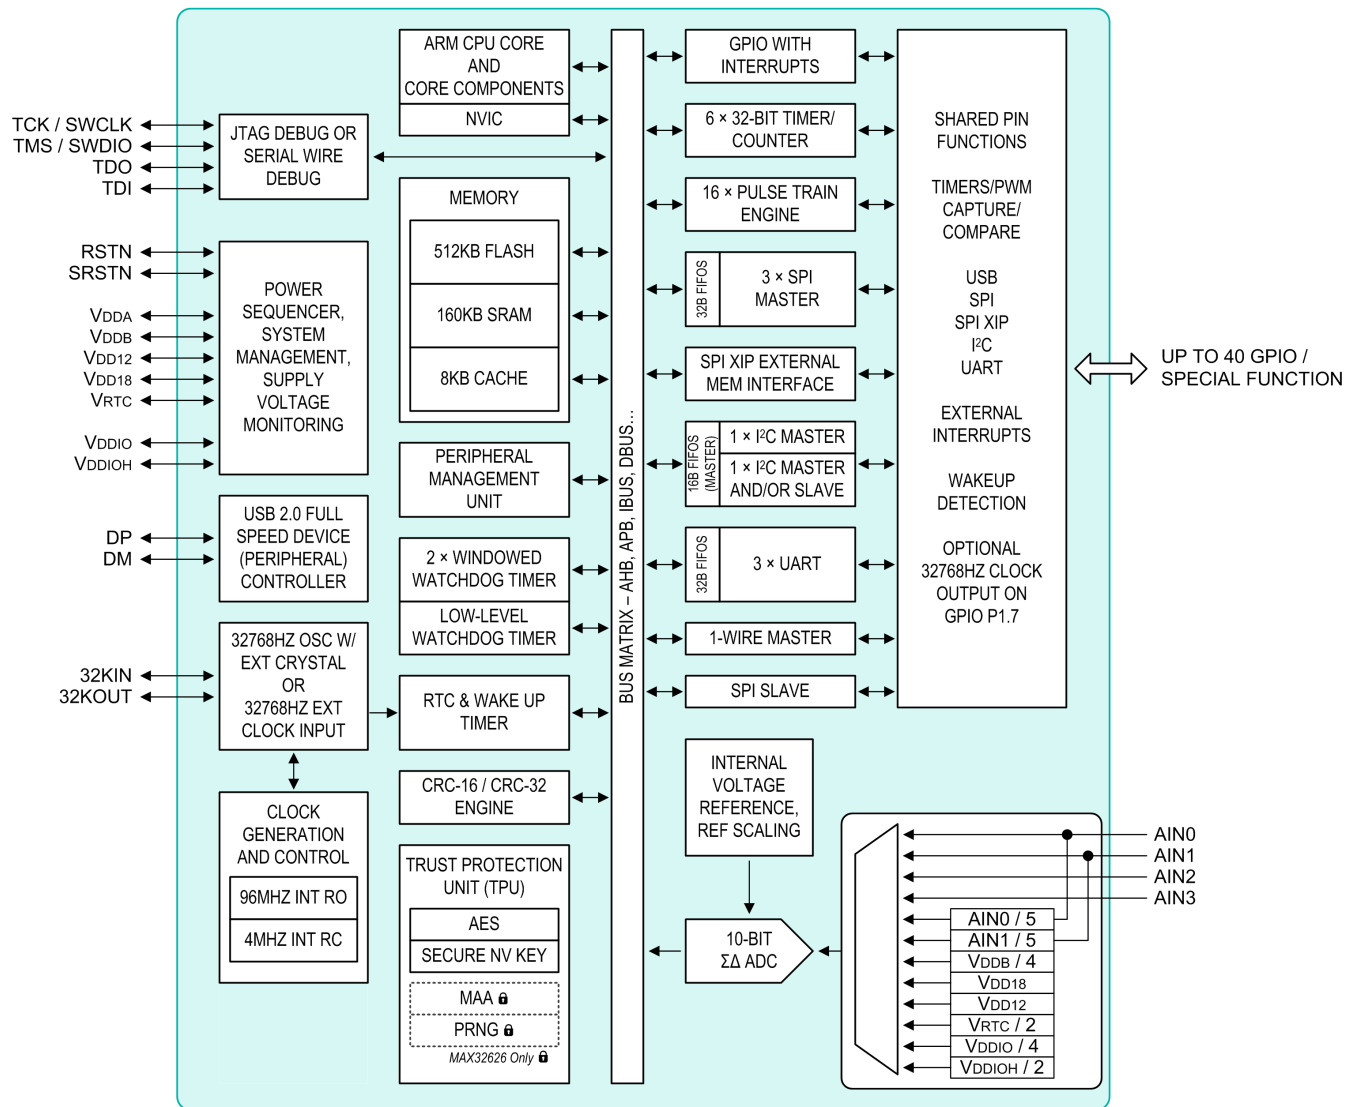 TCK / SWCLK
TMS / SWDIO
TDO
TDI
RSTN
SRSTN
VDDA
VDDB
VDD12
VDD18
VRTC
VDDIO
VDDIOH
DP
DM
32KIN
32KOUT
JTAG DEBUG OR
SERIAL WIRE
DEBUG
POWER
SEQUENCER,
SYSTEM
MANAGEMENT,
SUPPLY
VOLTAGE
MONITORING
USB 2.0 FULL
SPEED DEVICE
(PERIPHERAL)
CONTROLLER
32768HZ OSC W/
EXT CRYSTAL
OR
32768HZ EXT
CLOCK INPUT
CLOCK
GENERATION
AND CONTROL
96MHZ INT RO
4MHZ INT RC
ARM CPU CORE
AND
CORE COMPONENTS
NVIC
MEMORY
512KB FLASH
160KB SRAM
8KB CACHE
PERIPHERAL
MANAGEMENT
UNIT
2 × WINDOWED
WATCHDOG TIMER
LOW-LEVEL
WATCHDOG TIMER
RTC & WAKE UP
TIMER
CRC-16 / CRC-32
ENGINE
TRUST PROTECTION
UNIT (TPU)
AES
SECURE NV KEY
MAA
PRNG
MAX32626 Only
BUS MATRIX – AHB, APB, IBUS, DBUS...
GPIO WITH
INTERRUPTS
6 × 32-BIT TIMER/
COUNTER
16 × PULSE TRAIN
ENGINE
32B FIFOS
3 × SPI
MASTER
SPI XIP EXTERNAL
MEM INTERFACE
16B FIFOS
(MASTER)
1 × I²C MASTER
1 × I²C MASTER
AND/OR SLAVE
32B FIFOS
3 × UART
1-WIRE MASTER
SPI SLAVE
INTERNAL
VOLTAGE
REFERENCE,
REF SCALING
10-BIT
ΣΔ ADC
SHARED PIN
FUNCTIONS
TIMERS/PWM
CAPTURE/
COMPARE
USB
SPI
SPI XIP
I²C
UART
EXTERNAL
INTERRUPTS
WAKEUP
DETECTION
OPTIONAL
32768HZ CLOCK
OUTPUT ON
GPIO P1.7
UP TO 40 GPIO /
SPECIAL FUNCTION
AIN0
AIN1
AIN2
AIN3
AIN0 / 5
AIN1 / 5
VDDB / 4
VDD18
VDD12
VRTC / 2
VDDIO / 4
VDDIOH / 2